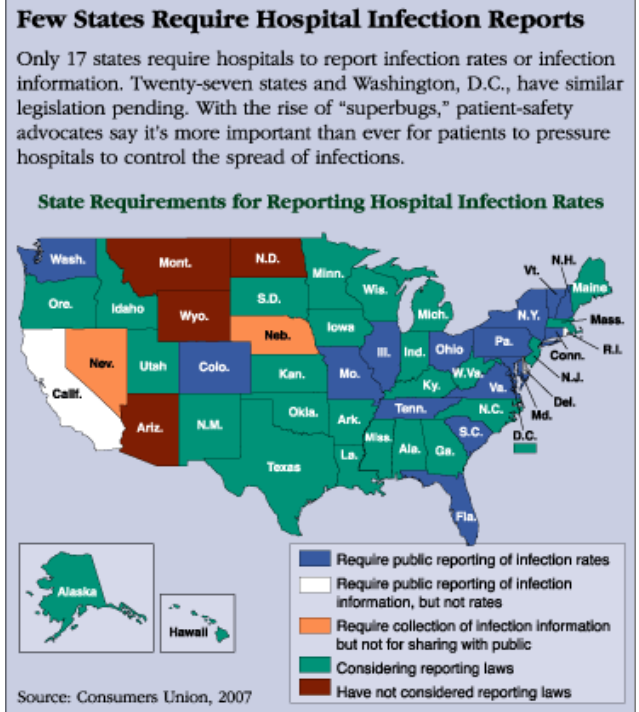 Few States Require Hospital Infection Reports
Only 17 states require hospitals to report infection rates or infection
information. Twenty-seven states and Washington, D.C., have similar
legislation pending. With the rise of “superbugs,” patient-safety
advocates say it’s more important than ever for patients to pressure
hospitals to control the spread of infections.
State Requirements for Reporting Hospital Infection Rates
Wash.
Mont.
N.D.
Minn.
Ore.
Idaho
Wyo.
S.D.
Wis.
Mich.
Vt.
N.H.
Maine
N.Y.
Mass.
R.I.
Conn.
N.J.
Del.
Md.
D.C.
Calif.
Nev.
Utah
Colo.
Neb.
Iowa
Ill.
Ind.
Ohio
Pa.
Kan.
Mo.
Ky.
W.Va.
Va.
Ariz.
N.M.
Okla.
Ark.
Tenn.
N.C.
S.C.
Texas
La.
Miss.
Ala.
Ga.
Fla.
Alaska
Hawaii
Require public reporting of infection rates
Require public reporting of infection
information, but not rates
Require collection of infection information
but not for sharing with public
Considering reporting laws
Have not considered reporting laws
Source: Consumers Union, 2007